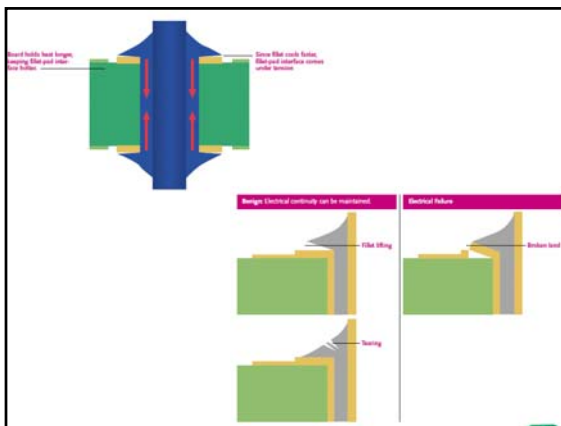 Board holds heat longer,
keeping fillet-pad inter-
face hotter.
Since fillet cools faster,
fillet-pad interface comes
under tension
Benign: Electrical continuity can be maintained.
Electrical Failure
Fillet lifting
Broken land
Tearing